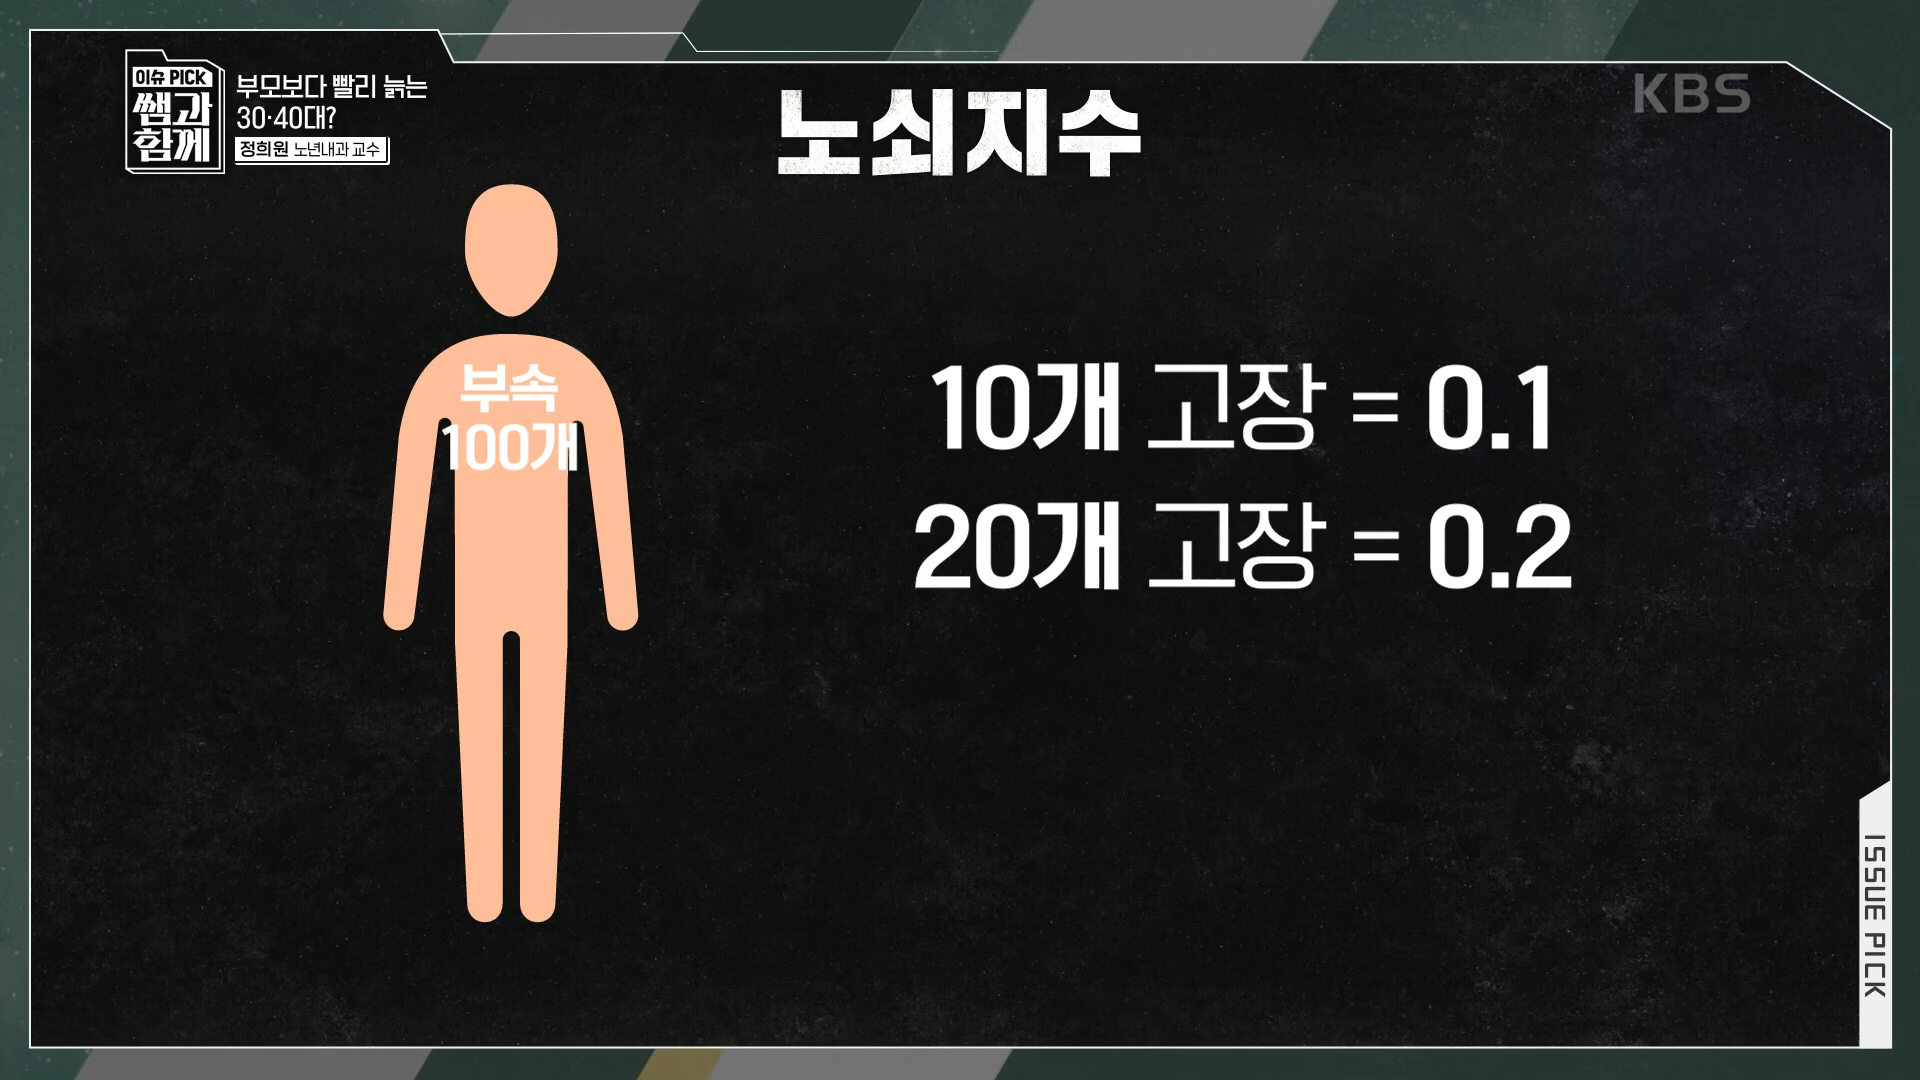 이슈 PICK
쌤과
함께
부모보다 빨리 늙는
30·40대?
정희원 노년내과 교수
노쇠지수
KBS
부속
100개
10개 고장 = 0.1
20개 고장 = 0.2
ISSUE PICK